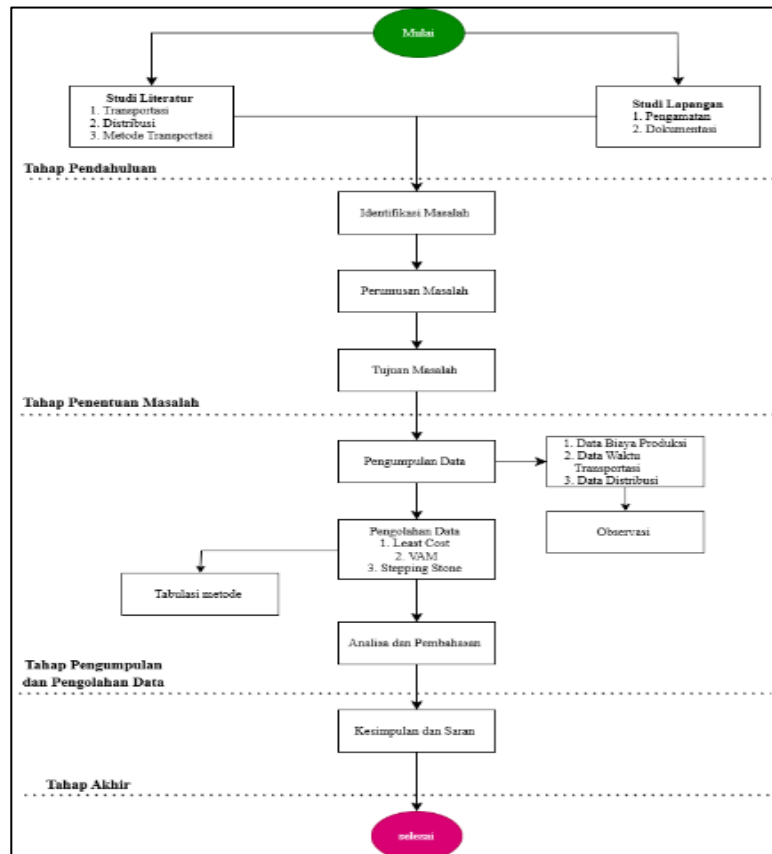 Mulai
Studi Literatur
1. Transportasi
2. Distribusi
3. Metode Transportasi
Studi Lapangan
1. Pengamatan
2. Dokumentasi
Tahap Pendahuluan
Identifikasi Masalah
Perumusan Masalah
Tujuan Masalah
Tahap Penentuan Masalah
Pengumpulan Data
1. Data Biaya Produksi
2. Data Waktu
Transportasi
3. Data Distribusi
Observasi
Pengolahan Data
1. Least Cost
2. VAM
3. Stepping Stone
Tabulasi metode
Analisa dan Pembahasan
Tahap Pengumpulan
dan Pengolahan Data
Kesimpulan dan Saran
Tahap Akhir
selesai